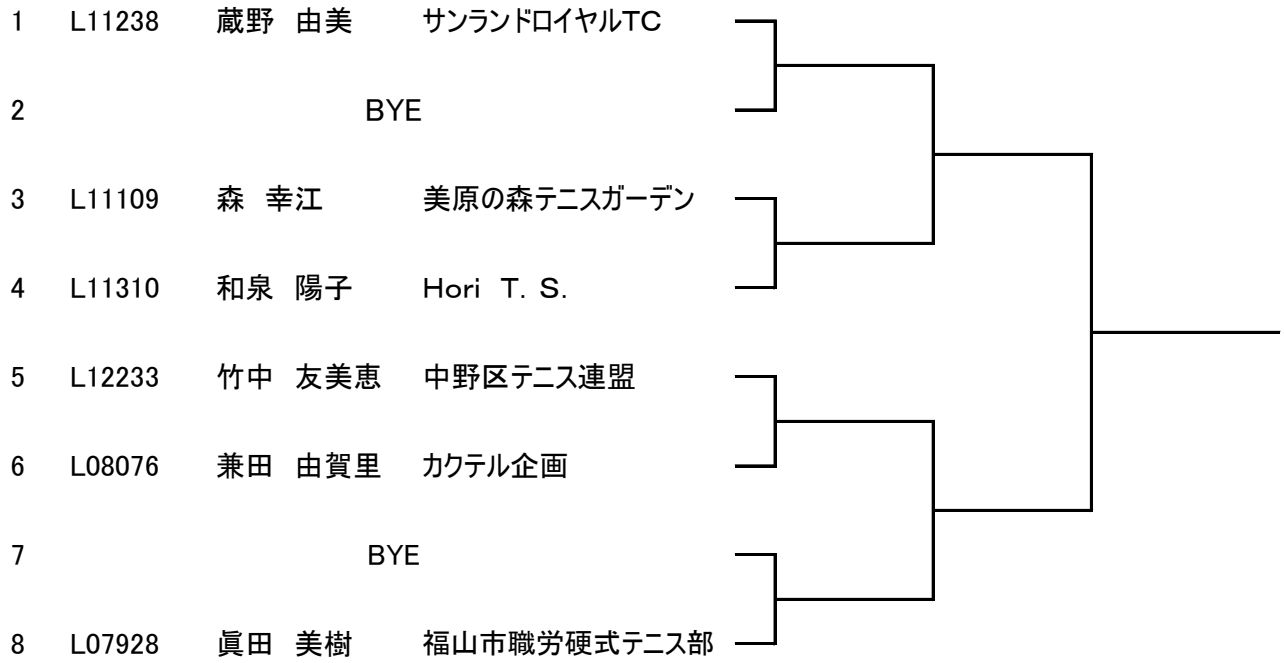 1 L11238 蔵野 由美 サンランドロイヤルTC
2 BYE
3 L11109 森 幸江 美原の森テニスガーデン
4 L11310 和泉 陽子 Hori T. S.
5 L12233 竹中 友美恵 中野区テニス連盟
6 L08076 兼田 由賀里 カクテル企画
7 BYE
8 L07928 眞田 美樹 福山市職労硬式テニス部